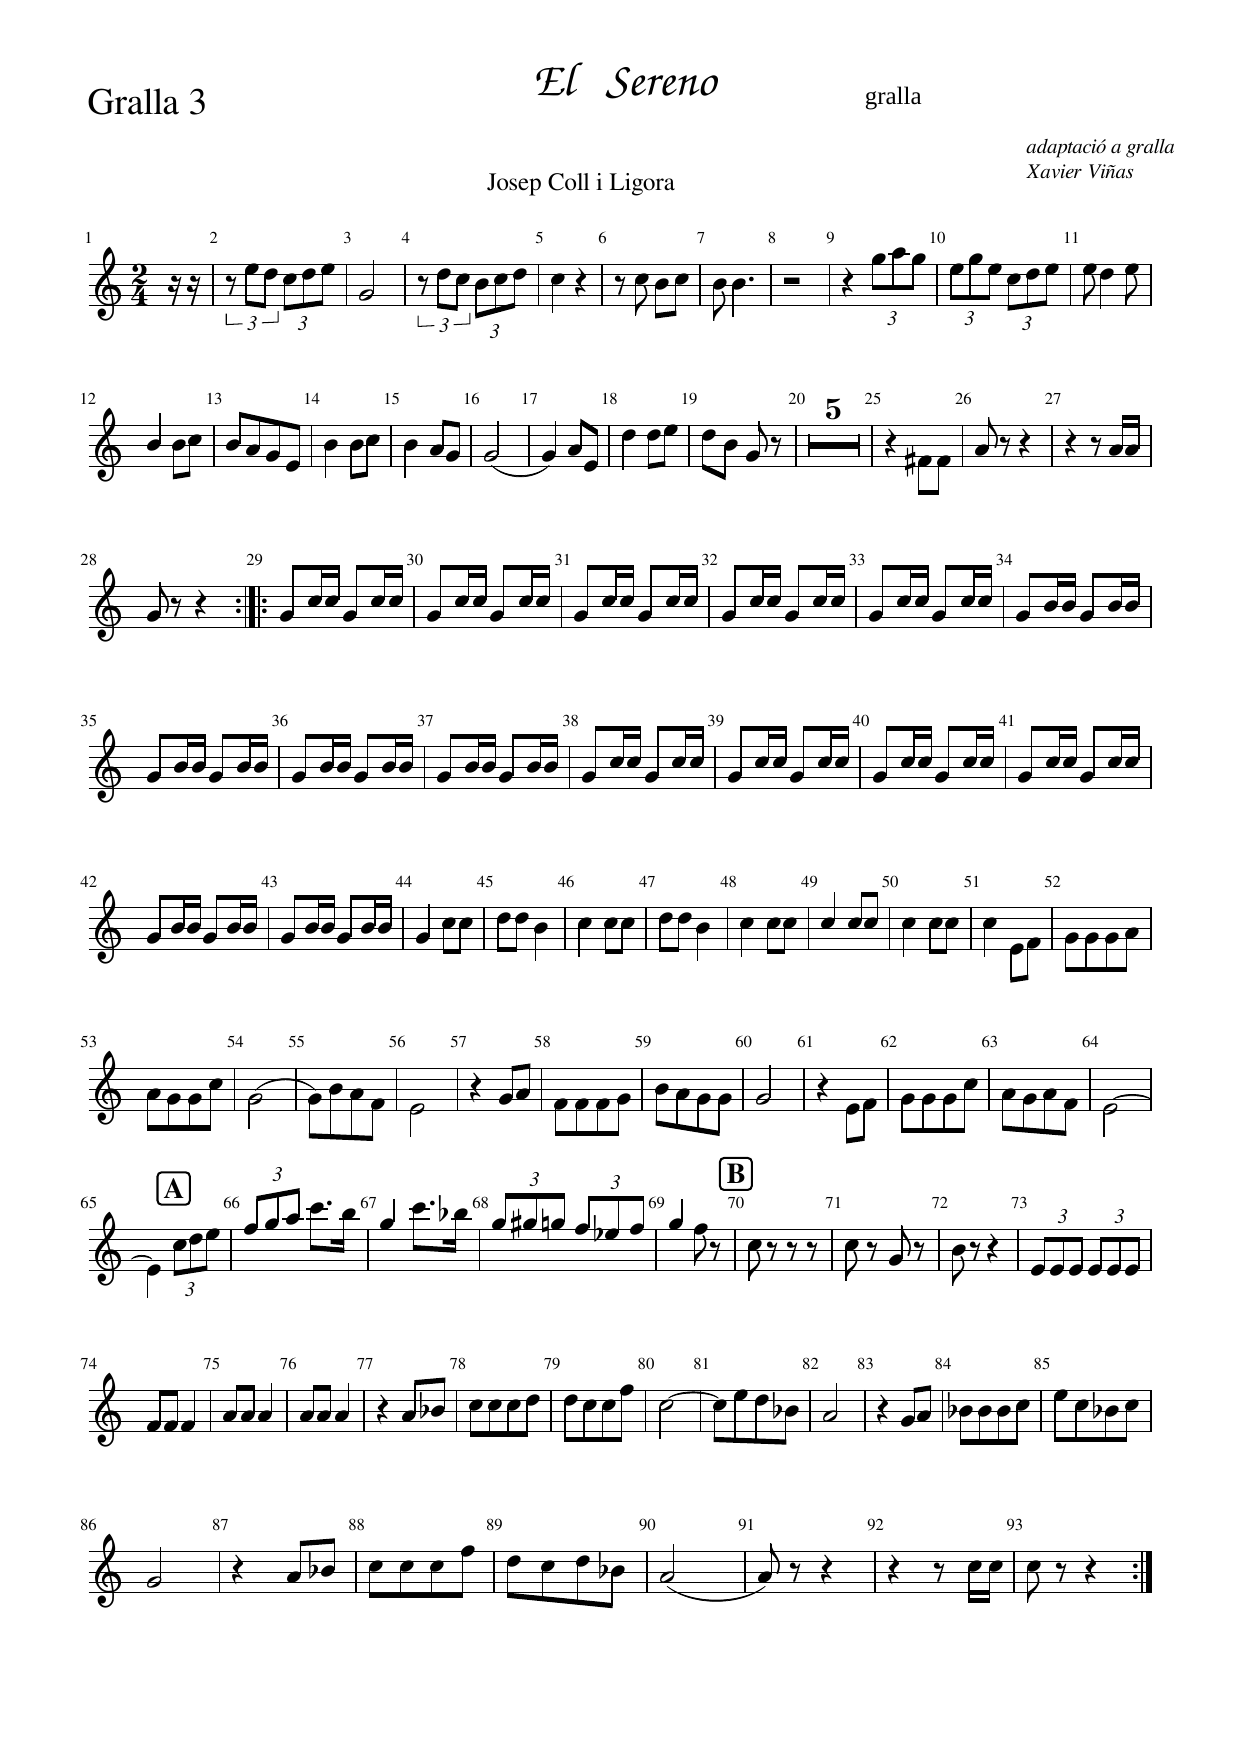 El Sereno
Gralla 3
gralla
adaptació a gralla
Xavier Viñas
Josep Coll i Ligora
1 2 3 4 5 6 7 8 9 10 11
2
4
3 3 3 3 3 3 3
12 13 14 15 16 17 18 19 20 25 26 27
5
28 29 30 31 32 33 34
35 36 37 38 39 40 41
42 43 44 45 46 47 48 49 50 51 52
53 54 55 56 57 58 59 60 61 62 63 64
A B
65 66 67 68 69 70 71 72 73
3 3 3 3 3 3
74 75 76 77 78 79 80 81 82 83 84 85
86 87 88 89 90 91 92 93